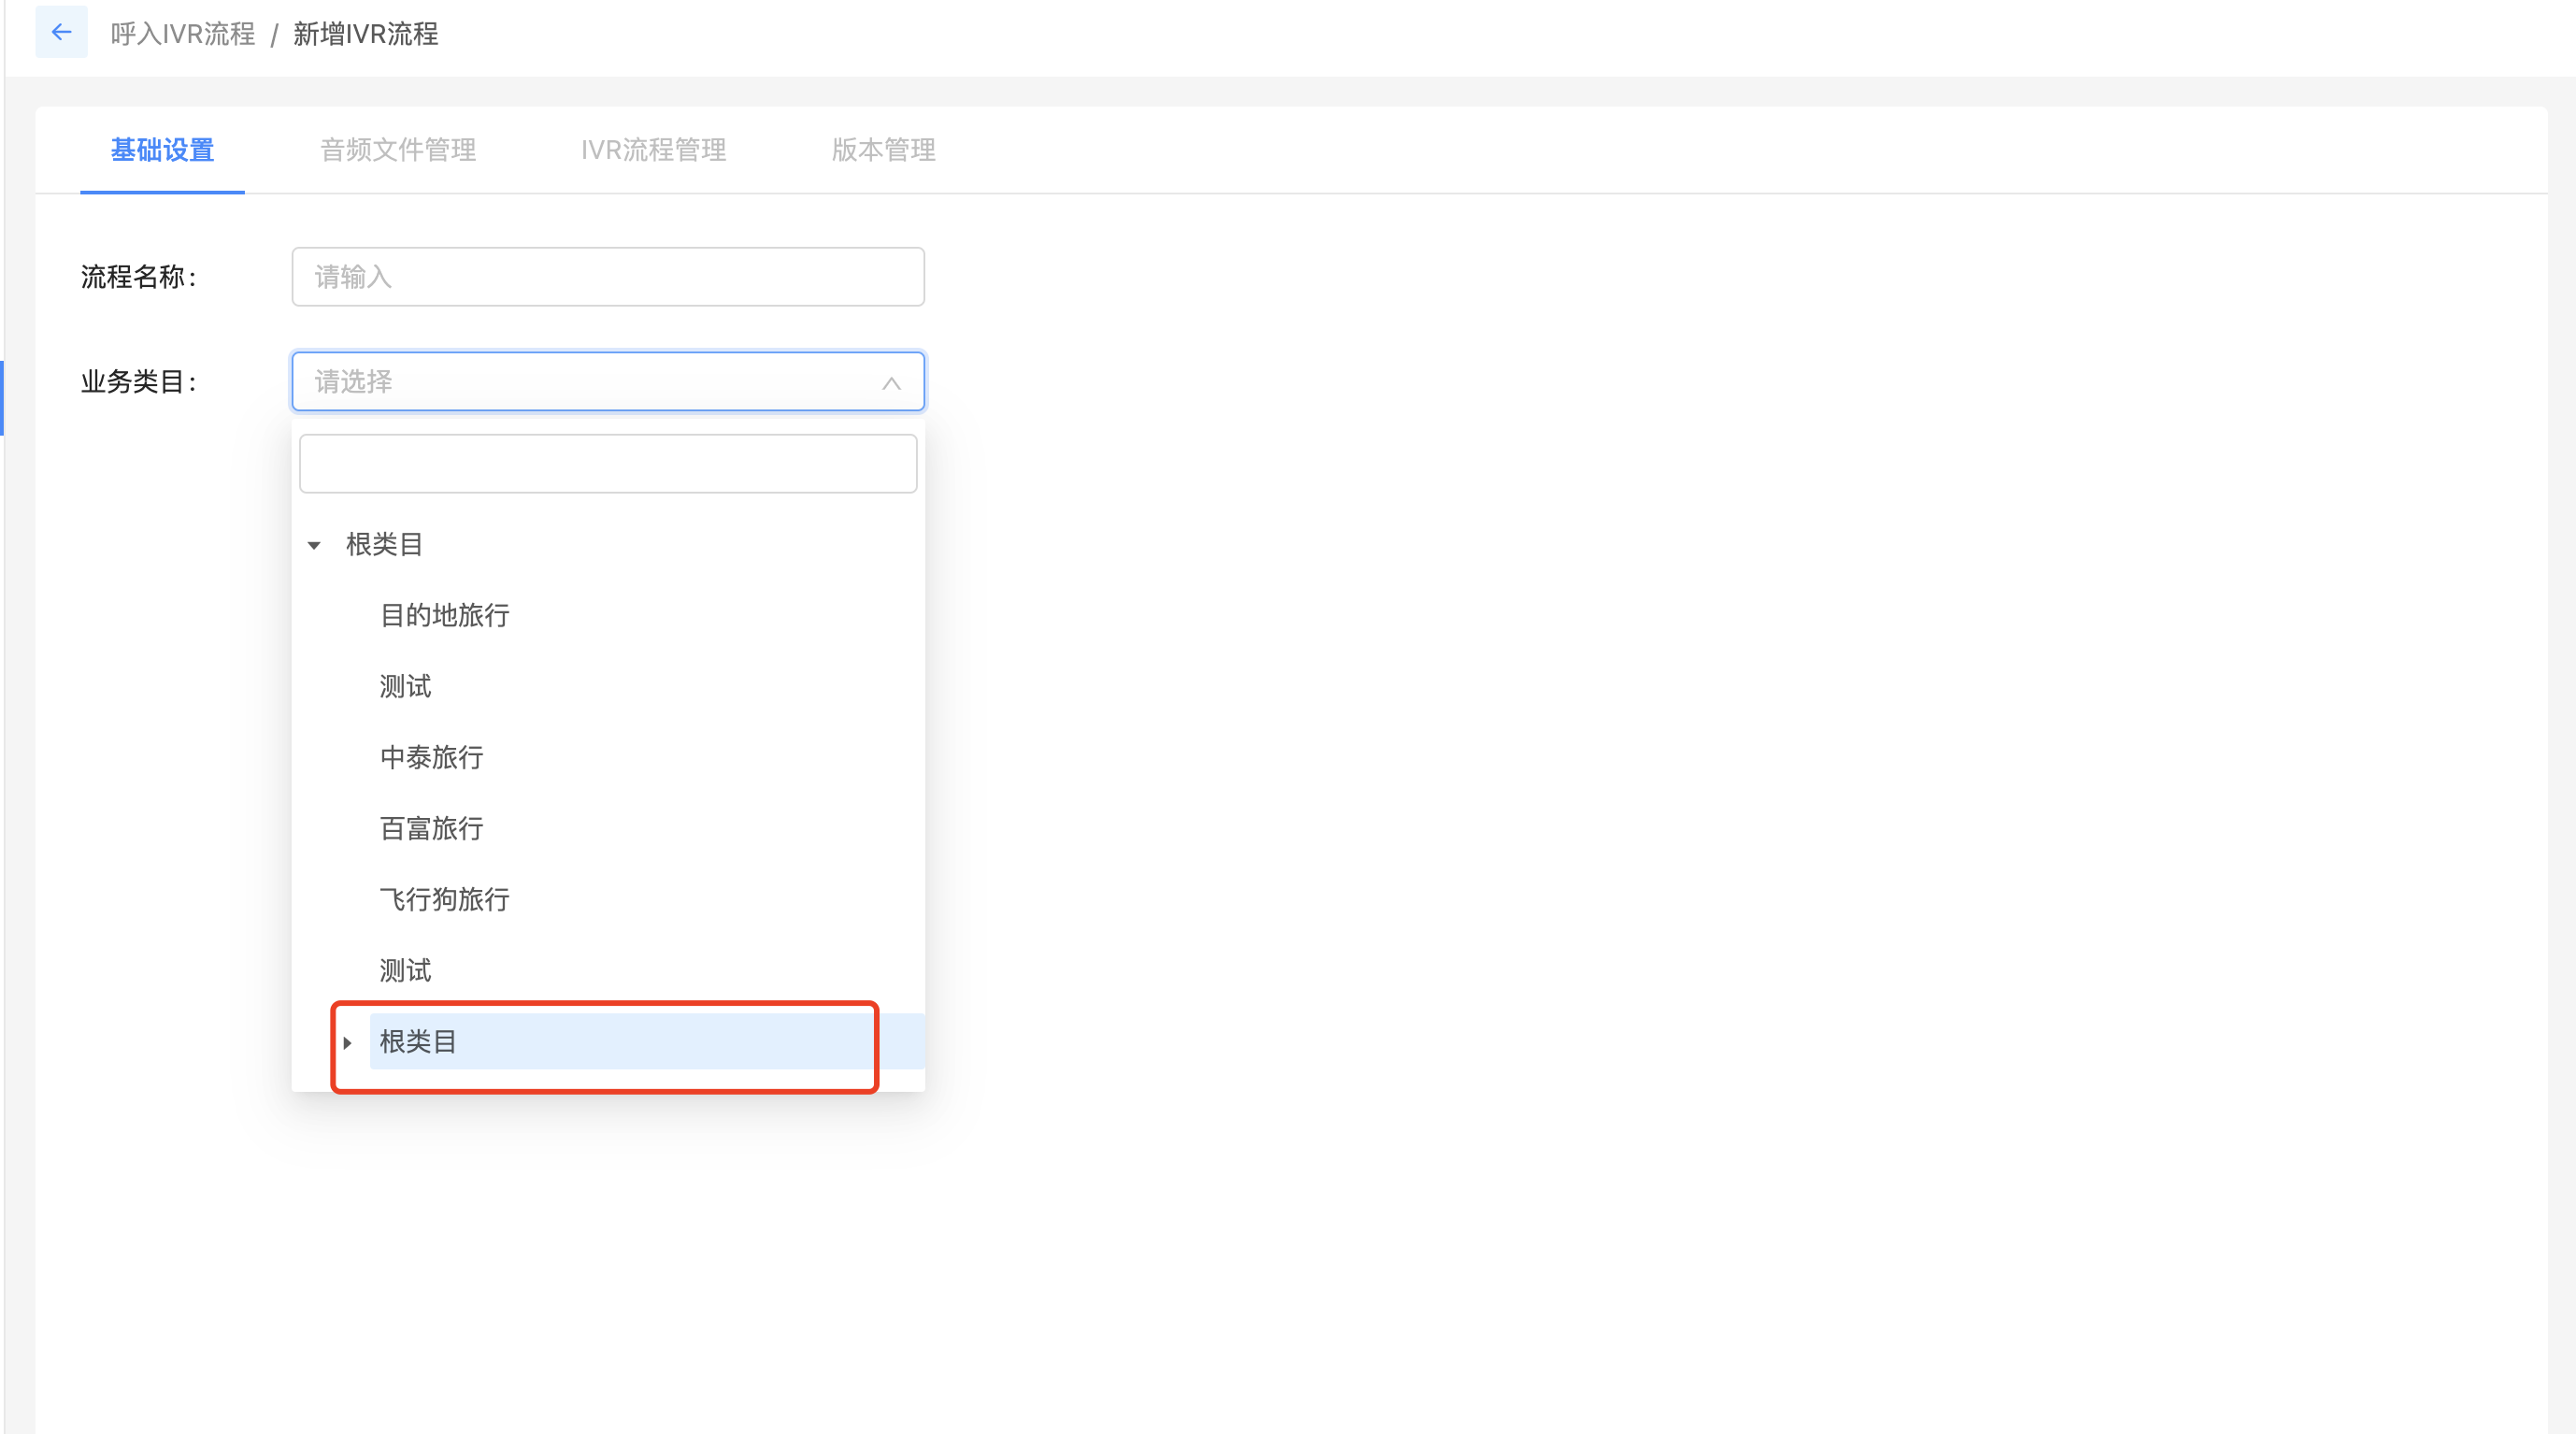 呼入IVR流程 / 新增IVR流程
基础设置 音频文件管理 IVR流程管理 版本管理
流程名称: 请输入
业务类目: 请选择
根类目
目的地旅行
测试
中泰旅行
百富旅行
飞行狗旅行
测试
根类目